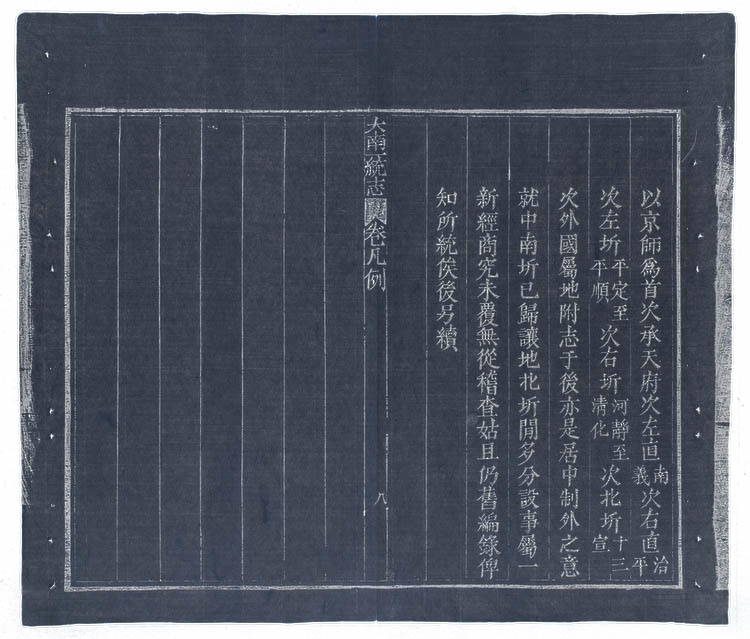 以京師爲首次承天府次左直南義次右直治平
次左圻平定至平順次右圻河靜至清化次北圻十三宣
次外國屬地附志于後亦是居中制外之意
就中南圻已歸讓地北圻閒多分設事屬一
新經商究未覆無從稽查姑且仍舊編錄俾
知所統俟後另續
大南一統志 卷凡例
八